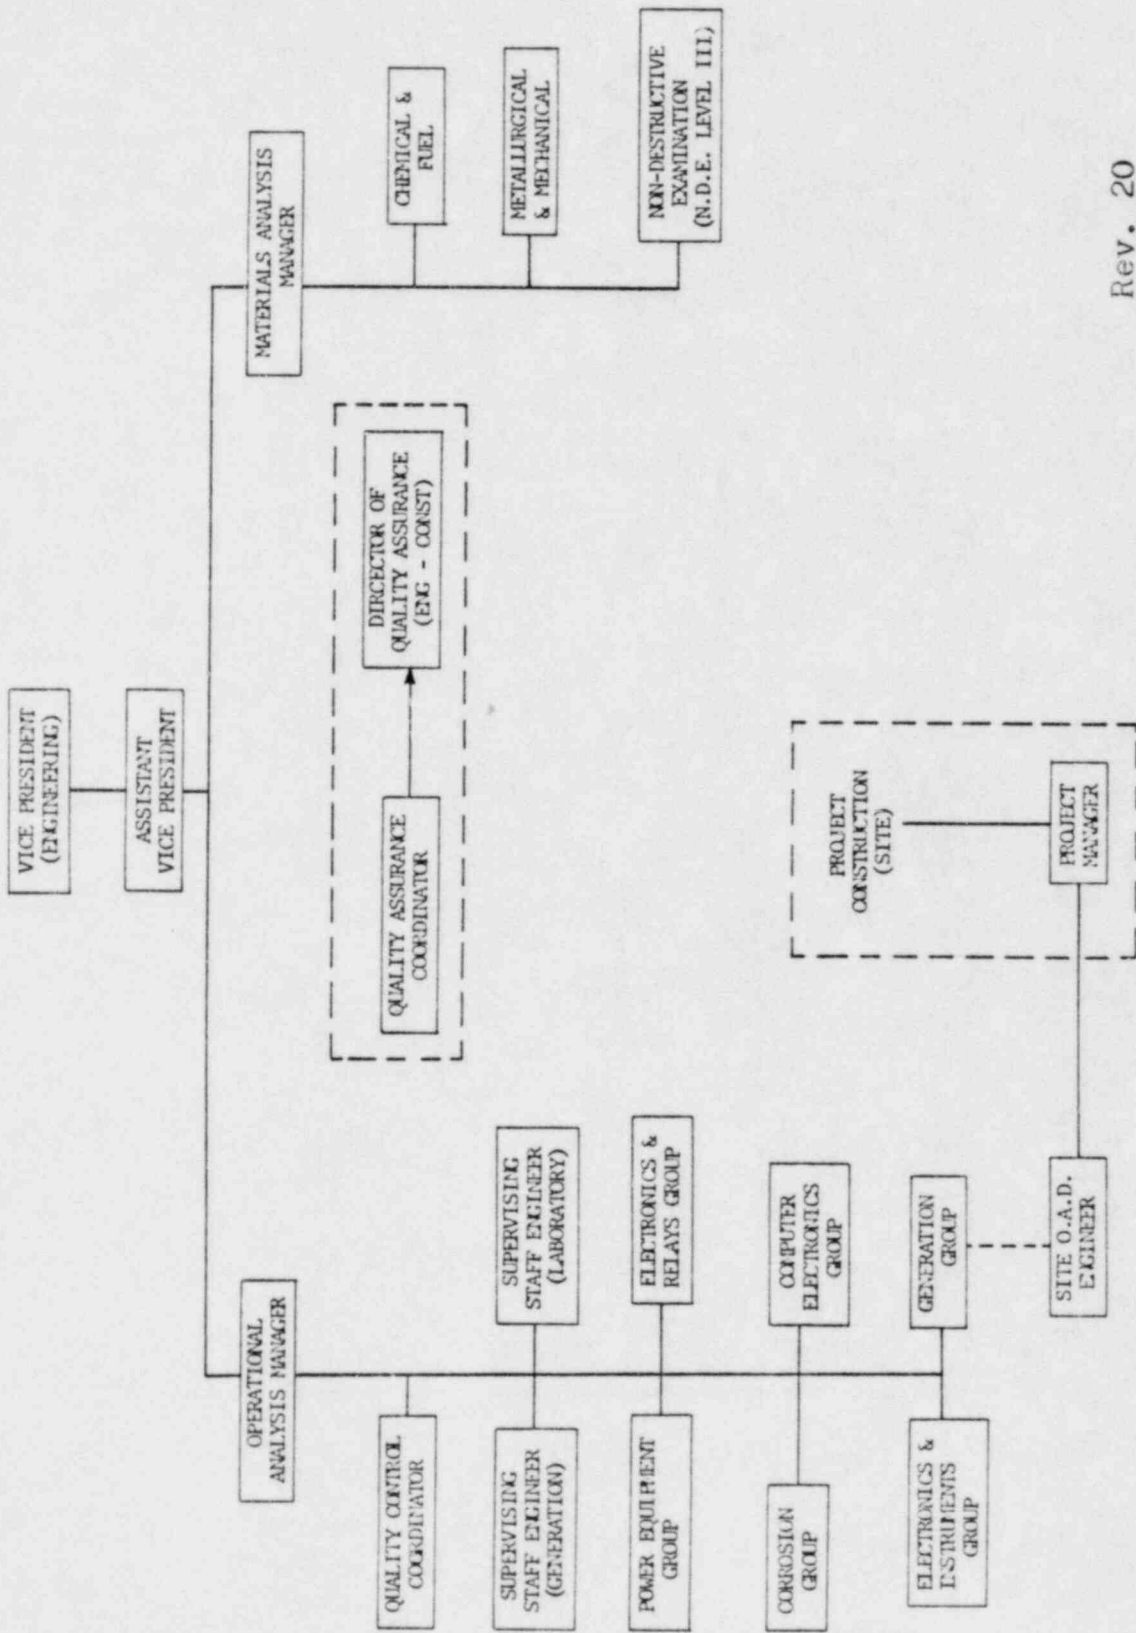 VICE PRESIDENT
(ENGINEERING)
ASSISTANT
VICE PRESIDENT
OPERATIONAL
ANALYSIS MANAGER
MATERIALS ANALYSIS
MANAGER
QUALITY CONTROL
COORDINATOR
SUPERVISING
STAFF ENGINEER
(GENERATION)
SUPERVISING
STAFF ENGINEER
(LABORATORY)
POWER EQUIPMENT
GROUP
ELECTRONICS &
RELAYS GROUP
CORROSION
GROUP
COMPUTER
ELECTRONICS
GROUP
ELECTRONICS &
INSTRUMENTS
GROUP
GENERATION
GROUP
SITE O.A.D.
ENGINEER
QUALITY ASSURANCE
COORDINATOR
DIRCECTOR OF
QUALITY ASSURANCE
(ENG - CONST)
PROJECT
CONSTRUCTION
(SITE)
PROJECT
MANAGER
CHEMICAL &
FUEL
METALLURGICAL
& MECHANICAL
NON-DESTRUCTIVE
EXAMINATION
(N.D.E. LEVEL III)
Rev. 20